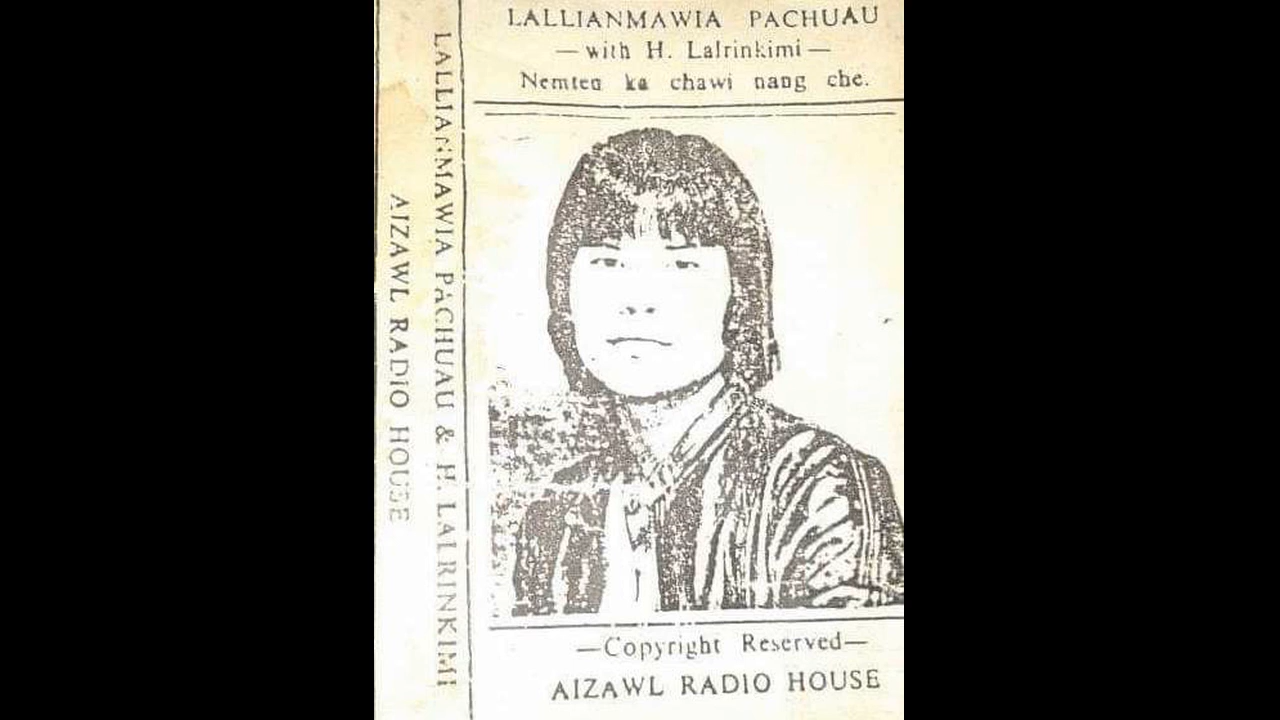 LALLIANMAWIA PACHUAU
—with H. Lalrinkimi—
Nemten ka chawi nang che.
LALLIANMAWIA PACHUAU & H. LALRINKIMI
AIZAWL RADIO HOUSE
—Copyright Reserved—
AIZAWL RADIO HOUSE